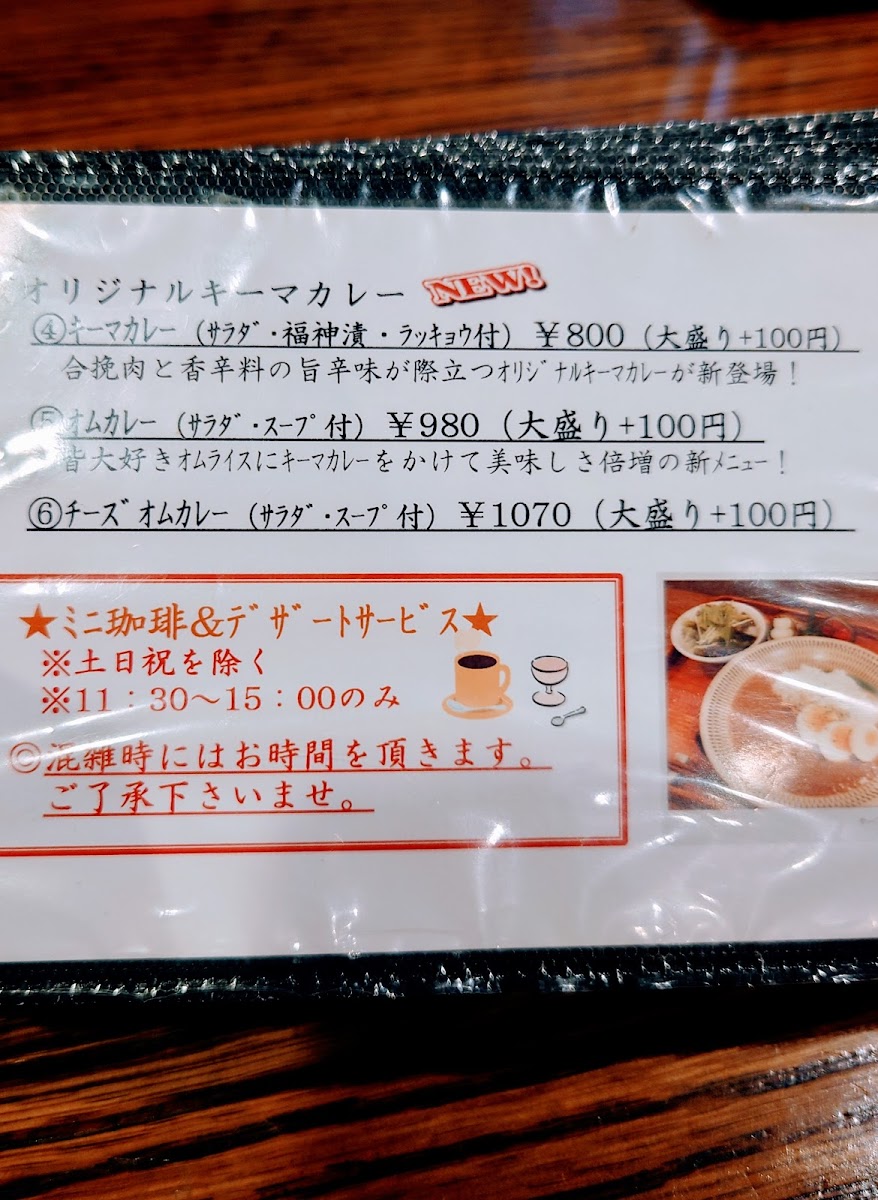 オリジナルキーマカレー NEW!
④キーマカレー (サラダ・福神漬・ラッキョウ付) ￥800 (大盛り+100円)
合挽肉と香辛料の旨辛味が際立つオリジナルキーマカレーが新登場！
⑤オムカレー (サラダ・スープ付) ￥980 (大盛り+100円)
皆大好きオムライスにキーマカレーをかけて美味しさ倍増の新メニュー！
⑥チーズオムカレー (サラダ・スープ付) ￥1070 (大盛り+100円)
★ミニ珈琲&デザートサービス★
※土日祝を除く
※11：30～15：00のみ
◎混雑時にはお時間を頂きます。
ご了承下さいませ。